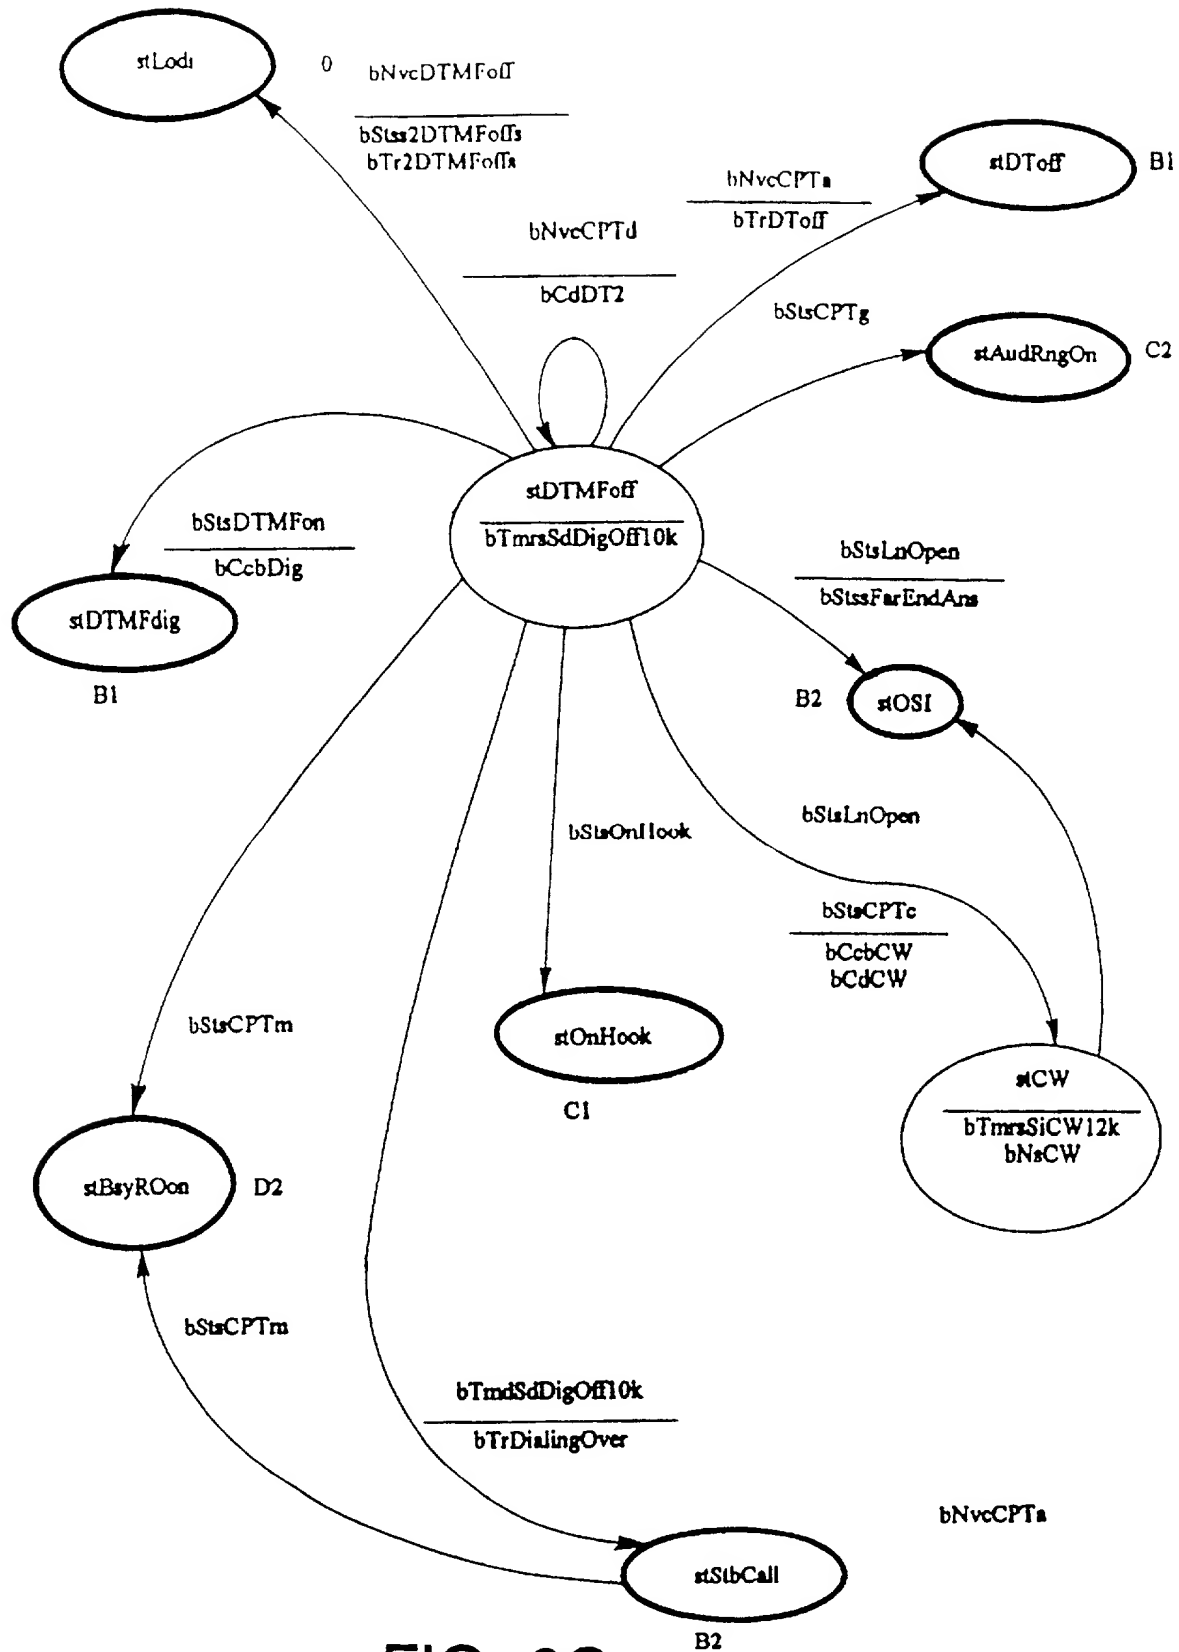 stLodi
0
bNvcDTMFoff
bStss2DTMFoffs
bTr2DTMFoffs
stDToff
B1
bNvcCPTa
bTrDToff
bNvcCPTd
bCdDT2
bStsCPTg
stAudRngOn
C2
stDTMFoff
bTmrsSdDigOff10k
bStsDTMFon
bCcbDig
bStsLnOpen
bStssFarEndAns
stDTMFdig
B1
B2
stOSI
bStsOnHook
bStsLnOpen
bStsCPTc
bCcbCW
bCdCW
bStsCPTm
stOnHook
C1
stCW
bTmrsSiCW12k
bNsCW
stBsyROon
D2
bStsCPTm
bTmdSdDigOff10k
bTrDialingOver
bNvcCPTa
stStbCall
B2